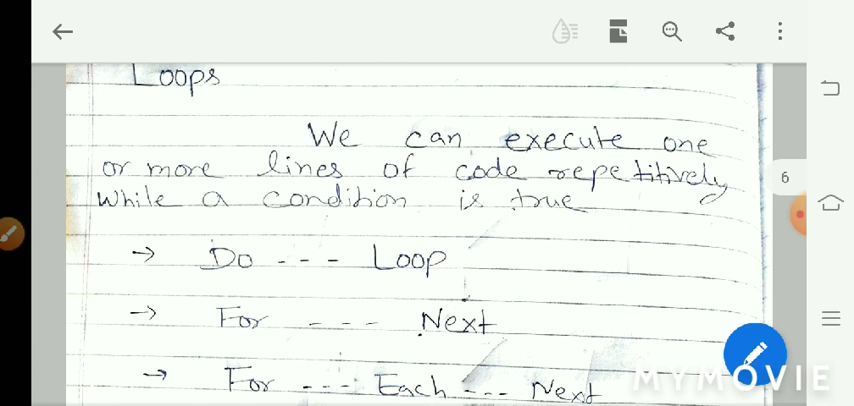 Loops
We can execute one
or more lines of code repetitively
while a condition is true
→ Do --- Loop
→ For --- Next
→ For --- Each --- Next
6
MYMOVIE